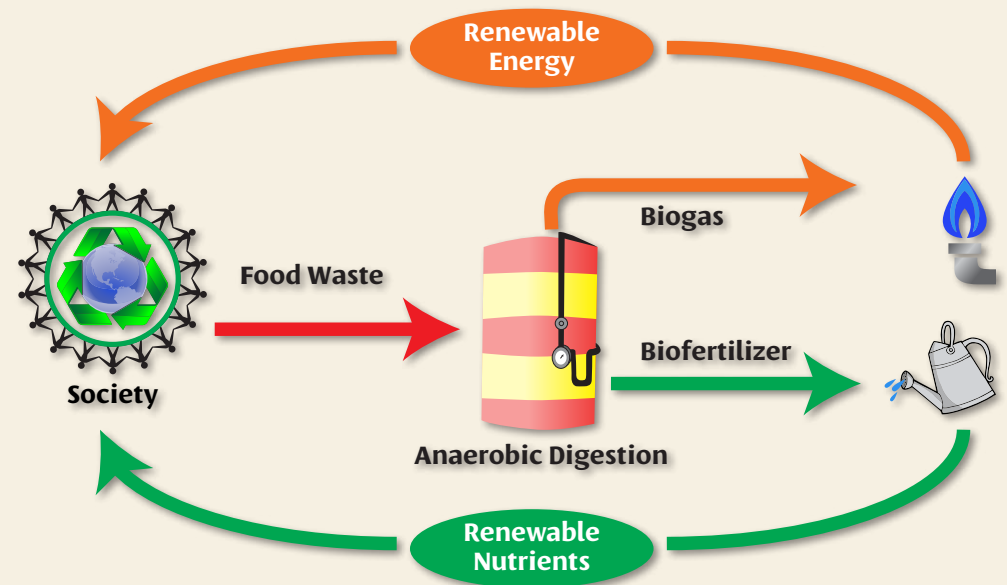 Renewable
Energy
Biogas
Food Waste
Biofertilizer
Society
Anaerobic Digestion
Renewable
Nutrients